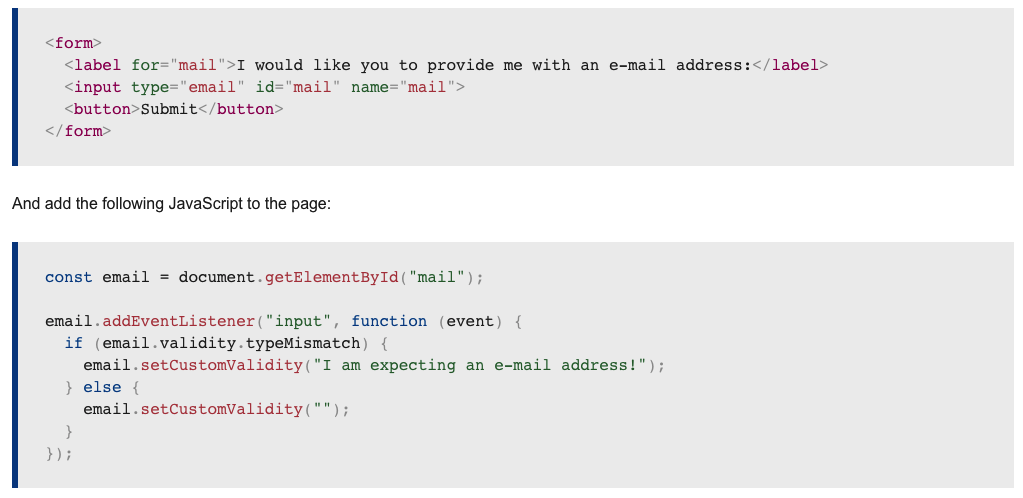 <form>
<label for="mail">I would like you to provide me with an e-mail address:</label>
<input type="email" id="mail" name="mail">
<button>Submit</button>
</form>
And add the following JavaScript to the page:
const email = document.getElementById("mail");
email.addEventListener("input", function (event) {
if (email.validity.typeMismatch) {
email.setCustomValidity("I am expecting an e-mail address!");
} else {
email.setCustomValidity("");
}
});